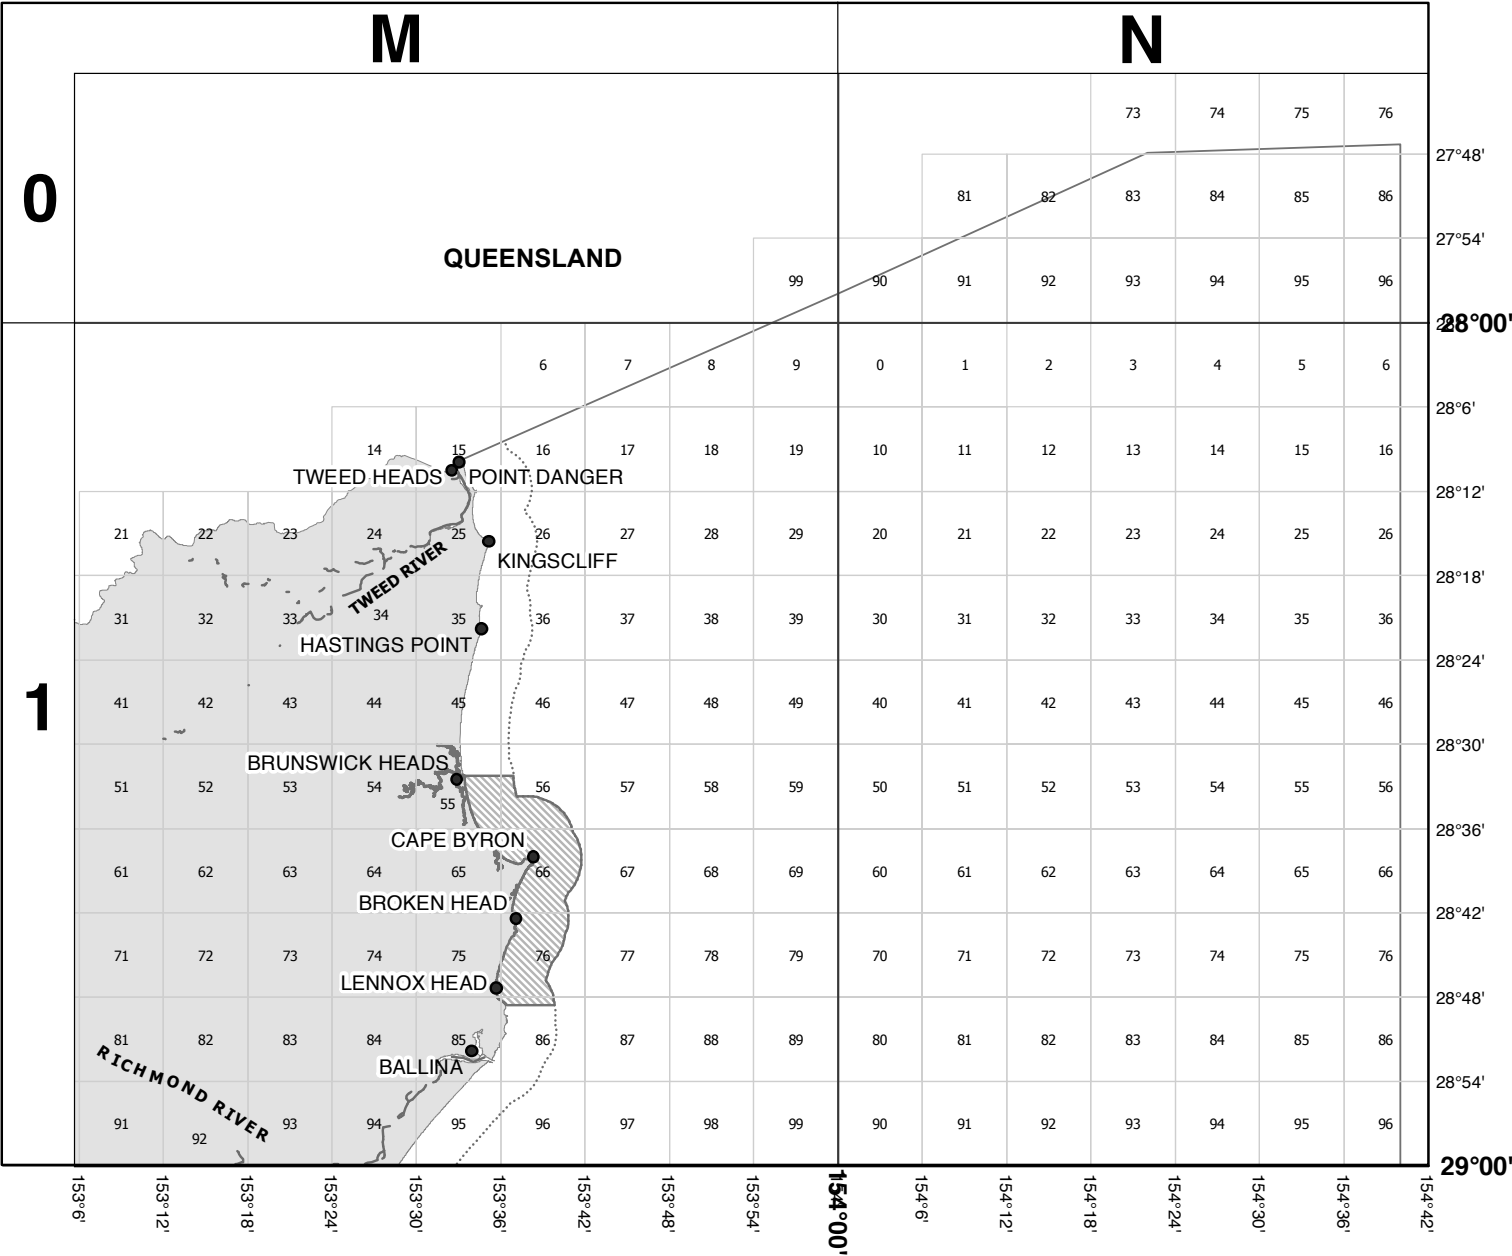 M N
73 74 75 76
27°48'
0
81 82 83 84 85 86
27°54'
QUEENSLAND
99 90 91 92 93 94 95 96
28°00'
6 7 8 9 0 1 2 3 4 5 6
28°6'
14 15 16 17 18 19 10 11 12 13 14 15 16
TWEED HEADS POINT DANGER
28°12'
21 22 23 24 25 26 27 28 29 20 21 22 23 24 25 26
KINGSCLIFF
TWEED RIVER
28°18'
31 32 33 34 35 36 37 38 39 30 31 32 33 34 35 36
HASTINGS POINT
28°24'
1
41 42 43 44 45 46 47 48 49 40 41 42 43 44 45 46
28°30'
BRUNSWICK HEADS
51 52 53 54 55 56 57 58 59 50 51 52 53 54 55 56
28°36'
CAPE BYRON
61 62 63 64 65 66 67 68 69 60 61 62 63 64 65 66
BROKEN HEAD
28°42'
71 72 73 74 75 76 77 78 79 70 71 72 73 74 75 76
LENNOX HEAD
28°48'
81 82 83 84 85 86 87 88 89 80 81 82 83 84 85 86
BALLINA
RICHMOND RIVER
28°54'
91 92 93 94 95 96 97 98 99 90 91 92 93 94 95 96
29°00'
153°6' 153°12' 153°18' 153°24' 153°30' 153°36' 153°42' 153°48' 153°54' 154°00' 154°6' 154°12' 154°18' 154°24' 154°30' 154°36' 154°42'